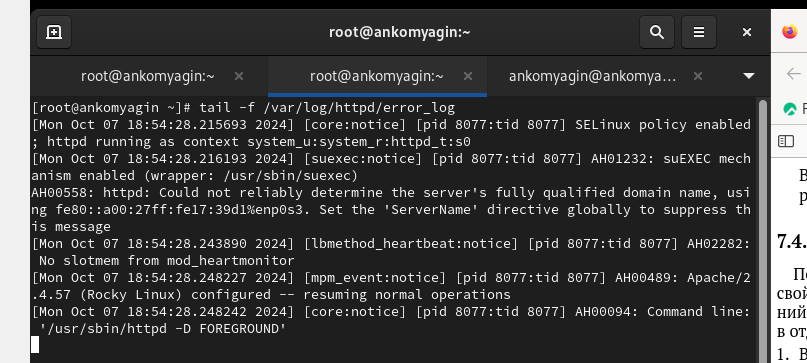 root@ankomyagin:~
root@ankomyagin:~
root@ankomyagin:~
ankomyagin@ankomya...
[root@ankomyagin ~]# tail -f /var/log/httpd/error_log
[Mon Oct 07 18:54:28.215693 2024] [core:notice] [pid 8077:tid 8077] SELinux policy enabled
; httpd running as context system_u:system_r:httpd_t:s0
[Mon Oct 07 18:54:28.216193 2024] [suexec:notice] [pid 8077:tid 8077] AH01232: suEXEC mech
anism enabled (wrapper: /usr/sbin/suexec)
AH00558: httpd: Could not reliably determine the server's fully qualified domain name, usi
ng fe80::a00:27ff:fe17:39d1%enp0s3. Set the 'ServerName' directive globally to suppress th
is message
[Mon Oct 07 18:54:28.243890 2024] [lbmethod_heartbeat:notice] [pid 8077:tid 8077] AH02282:
No slotmem from mod_heartmonitor
[Mon Oct 07 18:54:28.248227 2024] [mpm_event:notice] [pid 8077:tid 8077] AH00489: Apache/2
.4.57 (Rocky Linux) configured -- resuming normal operations
[Mon Oct 07 18:54:28.248242 2024] [core:notice] [pid 8077:tid 8077] AH00094: Command line:
'/usr/sbin/httpd -D FOREGROUND'
7.4.
свой
ний
в от
1. В